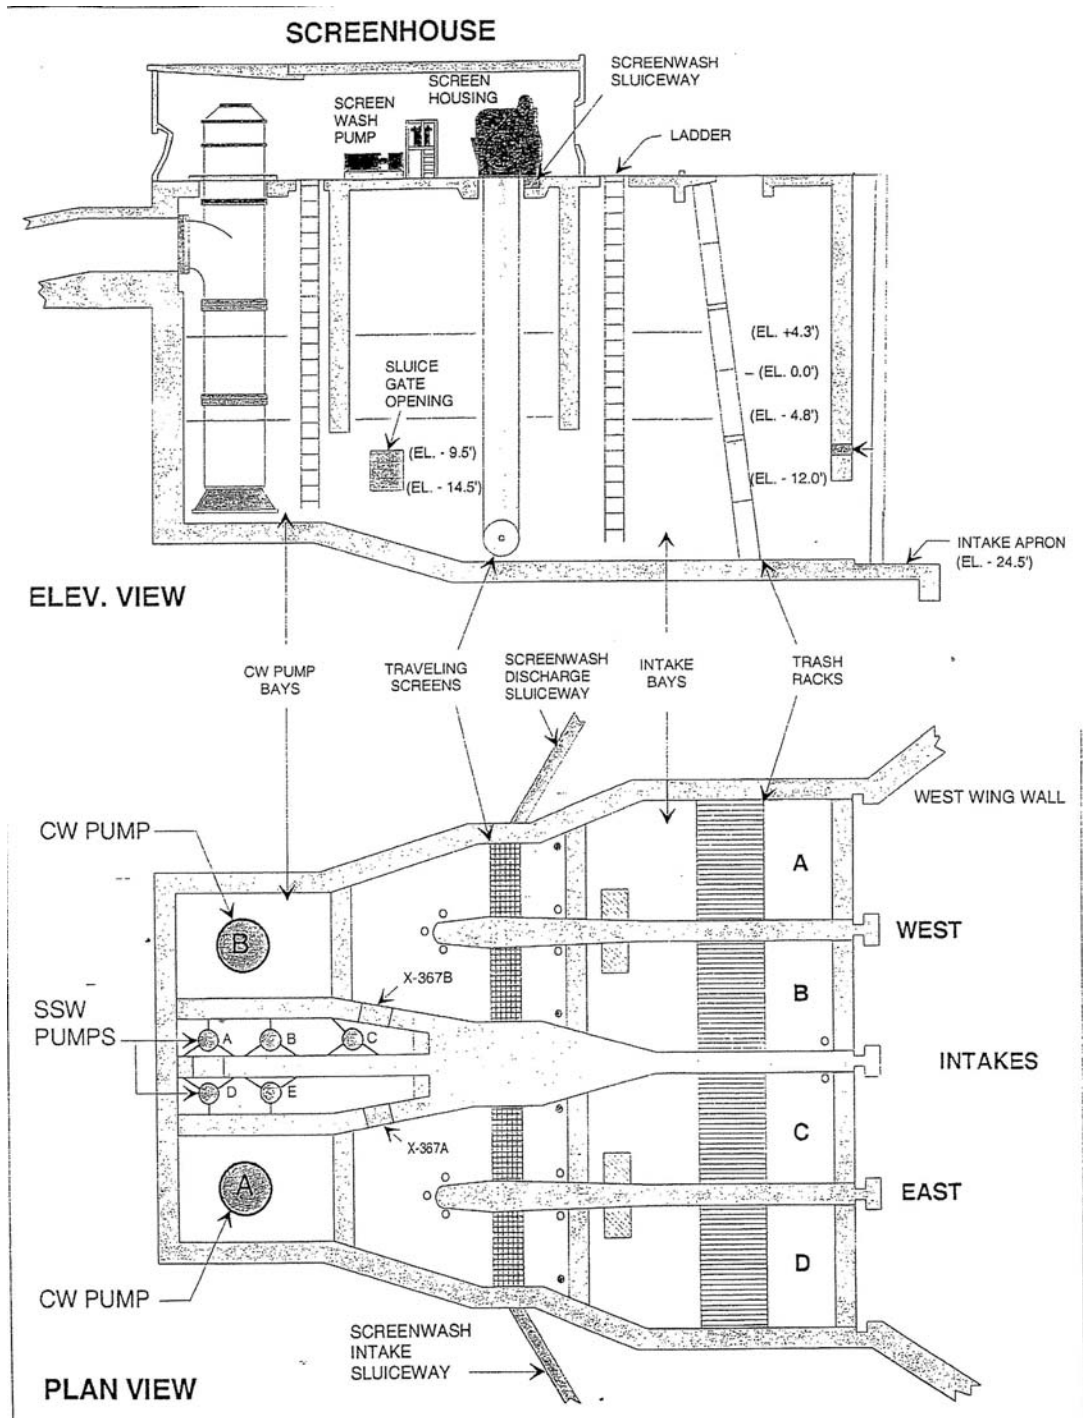 SCREENHOUSE
SCREENWASH
SLUICEWAY
SCREEN
HOUSING
SCREEN
WASH
PUMP
LADDER
(EL. +4.3')
(EL. 0.0')
SLUICE
GATE
OPENING
(EL. - 4.8')
(EL. - 9.5')
(EL. - 12.0')
(EL. - 14.5')
INTAKE APRON
(EL. - 24.5')
ELEV. VIEW
CW PUMP
BAYS
TRAVELING
SCREENS
SCREENWASH
DISCHARGE
SLUICEWAY
INTAKE
BAYS
TRASH
RACKS
WEST WING WALL
CW PUMP
A
B
WEST
X-367B
B
SSW
PUMPS
A
B
C
INTAKES
D
E
C
X-367A
A
EAST
D
CW PUMP
SCREENWASH
INTAKE
SLUICEWAY
PLAN VIEW